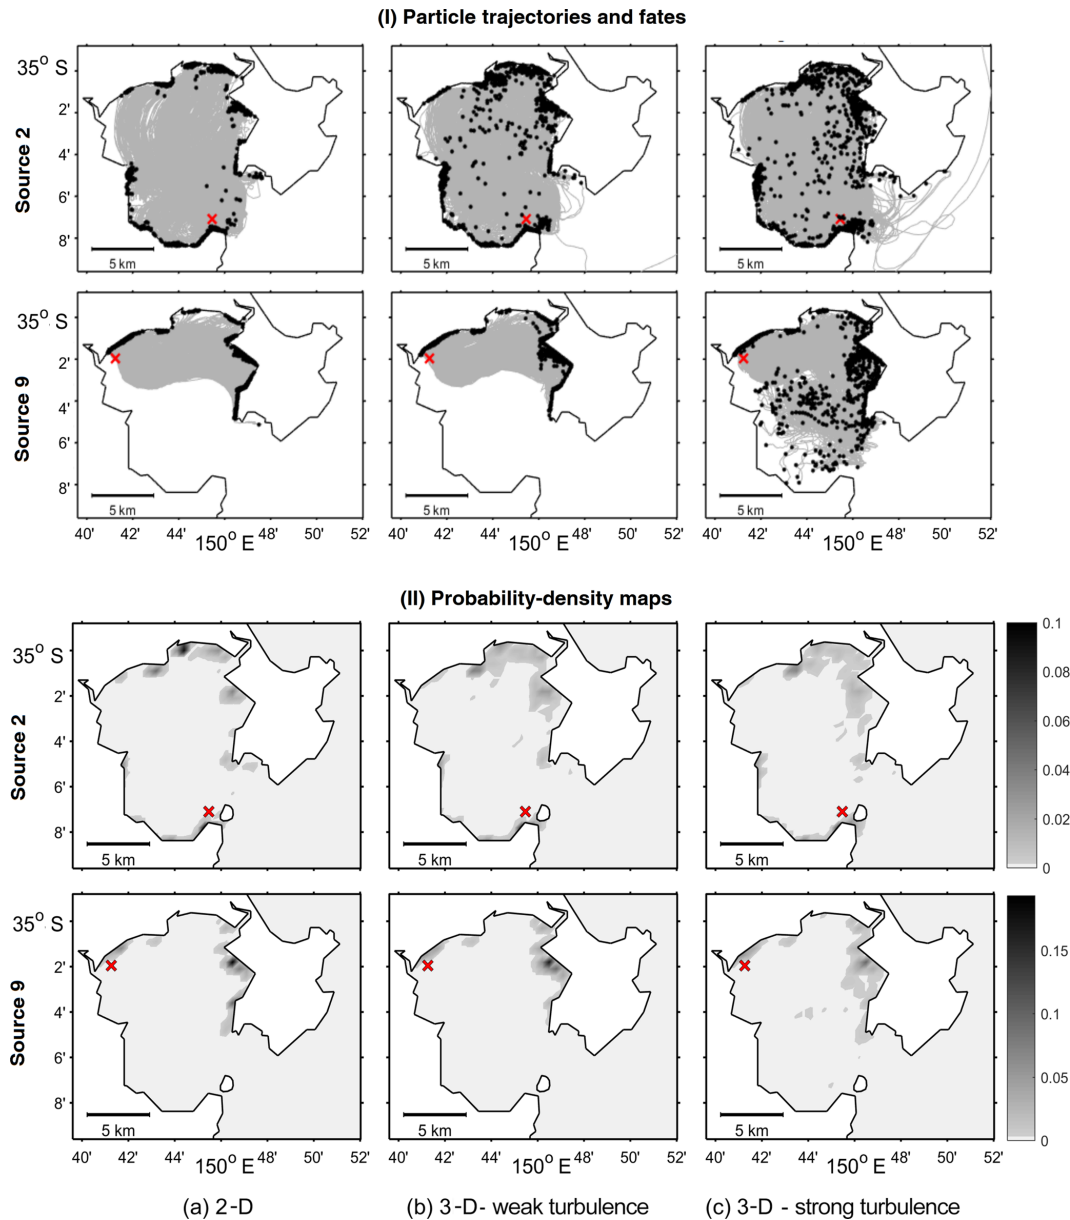 (I) Particle trajectories and fates
35° S
2'
4'
6'
8'
Source 2
5 km
5 km
5 km
35° S
2'
4'
6'
8'
Source 9
5 km
5 km
5 km
40' 42' 44' 150° E 48' 50' 52'
40' 42' 44' 150° E 48' 50' 52'
40' 42' 44' 150° E 48' 50' 52'
(II) Probability-density maps
35° S
2'
4'
6'
8'
Source 2
5 km
5 km
5 km
0.1
0.08
0.06
0.04
0.02
0
35° S
2'
4'
6'
8'
Source 9
5 km
5 km
5 km
0.15
0.1
0.05
0
40' 42' 44' 150° E 48' 50' 52'
40' 42' 44' 150° E 48' 50' 52'
40' 42' 44' 150° E 48' 50' 52'
(a) 2-D
(b) 3-D- weak turbulence
(c) 3-D - strong turbulence